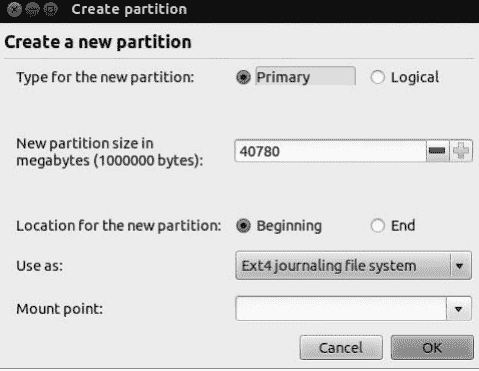 Create partition
Create a new partition
Type for the new partition: Primary Logical
New partition size in
megabytes (1000000 bytes): 40780
Location for the new partition: Beginning End
Use as: Ext4 journaling file system
Mount point:
Cancel OK